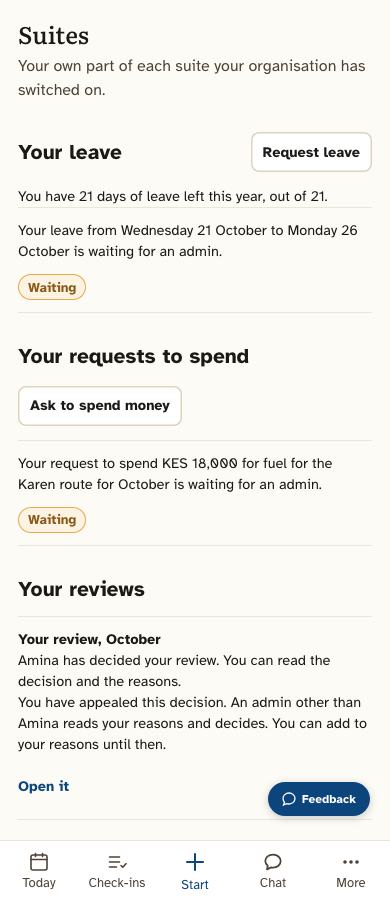 Suites
Your own part of each suite your organisation has
switched on.
Your leave
Request leave
You have 21 days of leave left this year, out of 21.
Your leave from Wednesday 21 October to Monday 26
October is waiting for an admin.
Waiting
Your requests to spend
Ask to spend money
Your request to spend KES 18,000 for fuel for the
Karen route for October is waiting for an admin.
Waiting
Your reviews
Your review, October
Amina has decided your review. You can read the
decision and the reasons.
You have appealed this decision. An admin other than
Amina reads your reasons and decides. You can add to
your reasons until then.
Open it
Feedback
Today
Check-ins
Start
Chat
More